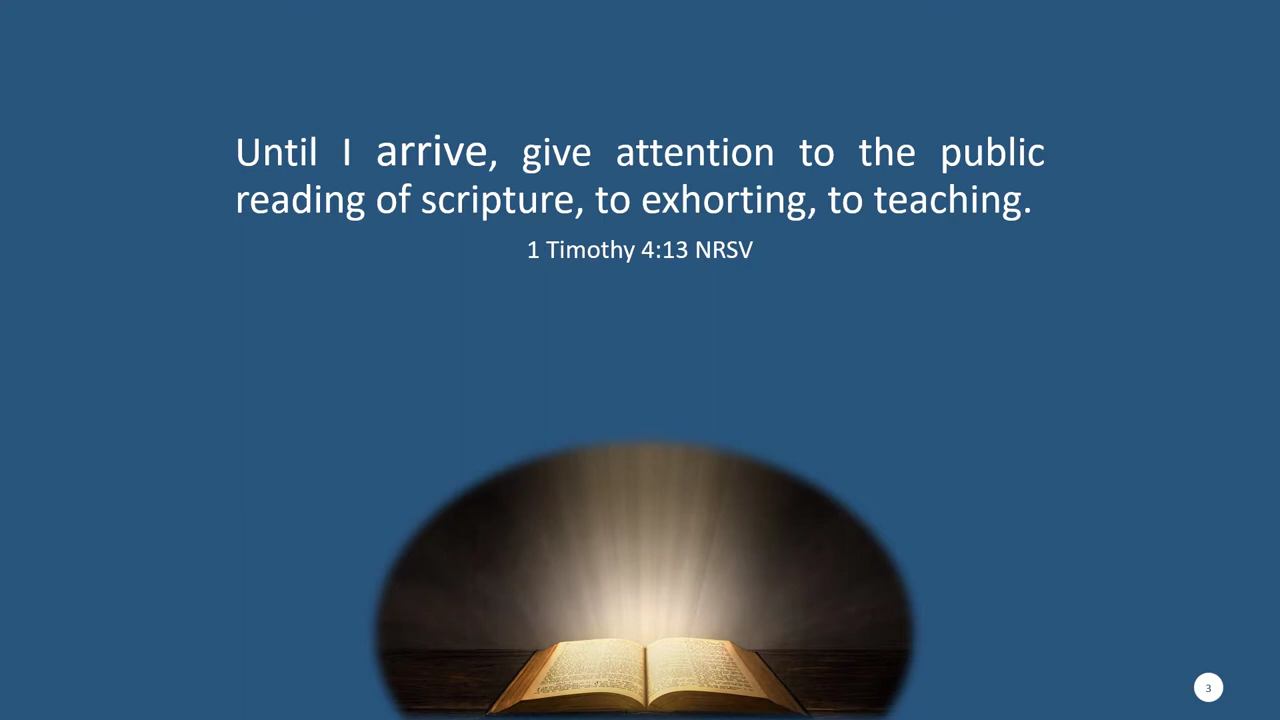 Until I arrive, give attention to the public
reading of scripture, to exhorting, to teaching.
1 Timothy 4:13 NRSV
3